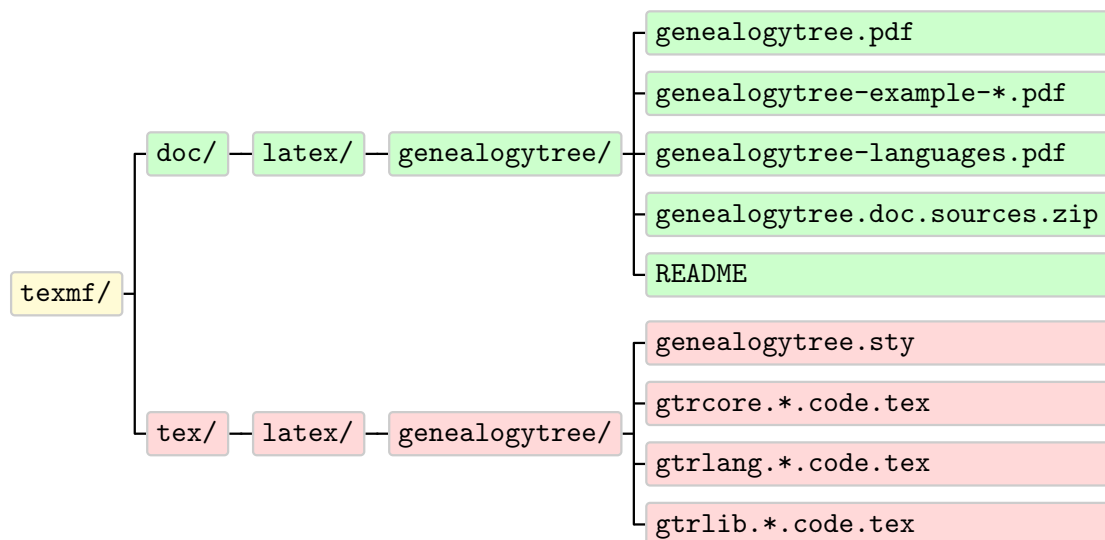 genealogytree.pdf
genealogytree-example-*.pdf
doc/ latex/ genealogytree/ genealogytree-languages.pdf
genealogytree.doc.sources.zip
README
texmf/
genealogytree.sty
gtrcore.*.code.tex
tex/ latex/ genealogytree/
gtrlang.*.code.tex
gtrlib.*.code.tex